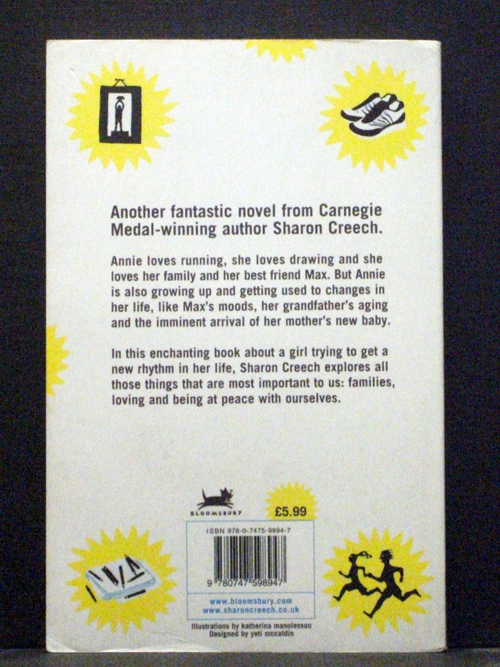 Another fantastic novel from Carnegie
Medal-winning author Sharon Creech.
Annie loves running, she loves drawing and she
loves her family and her best friend Max. But Annie
is also growing up and getting used to changes in
her life, like Max's moods, her grandfather's aging
and the imminent arrival of her mother's new baby.
In this enchanting book about a girl trying to get a
new rhythm in her life, Sharon Creech explores all
those things that are most important to us: families,
loving and being at peace with ourselves.
BLOOMSBURY
£5.99
ISBN 978-0-7475-9894-7
9 780747 598947
www.bloomsbury.com
www.sharoncreech.co.uk
Illustrations by katherina manolessou
Designed by yeti mccaldin